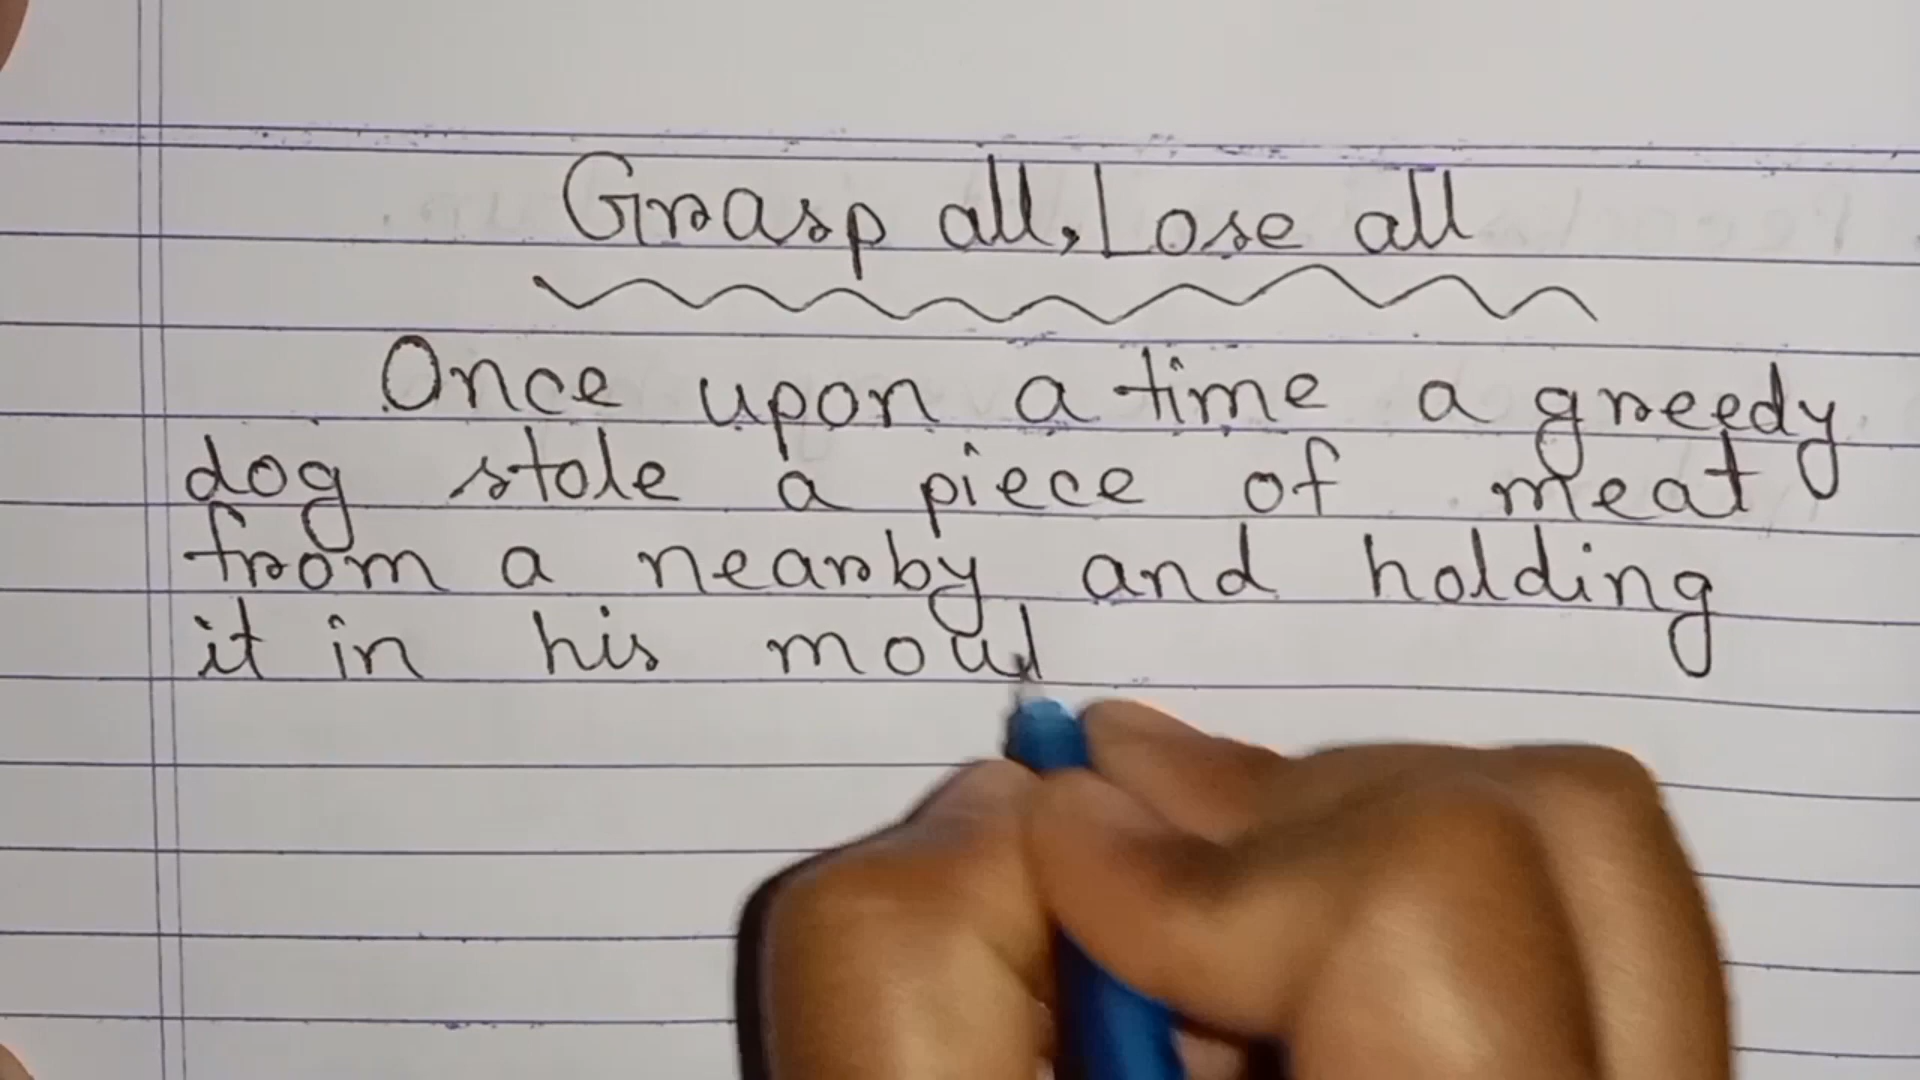 Grasp all, Lose all
Once upon a time a greedy
dog stole a piece of meat
from a nearby and holding
it in his mout